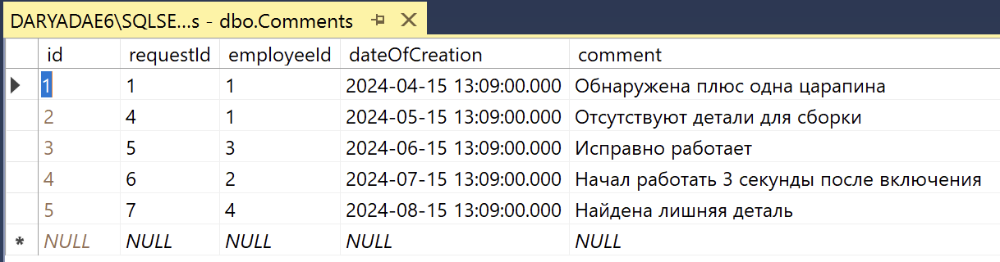 DARYADAE6\SQLSE...s - dbo.Comments
id requestId employeeId dateOfCreation comment
1 1 1 2024-04-15 13:09:00.000 Обнаружена плюс одна царапина
2 4 1 2024-05-15 13:09:00.000 Отсутствуют детали для сборки
3 5 3 2024-06-15 13:09:00.000 Исправно работает
4 6 2 2024-07-15 13:09:00.000 Начал работать 3 секунды после включения
5 7 4 2024-08-15 13:09:00.000 Найдена лишняя деталь
* NULL NULL NULL NULL NULL